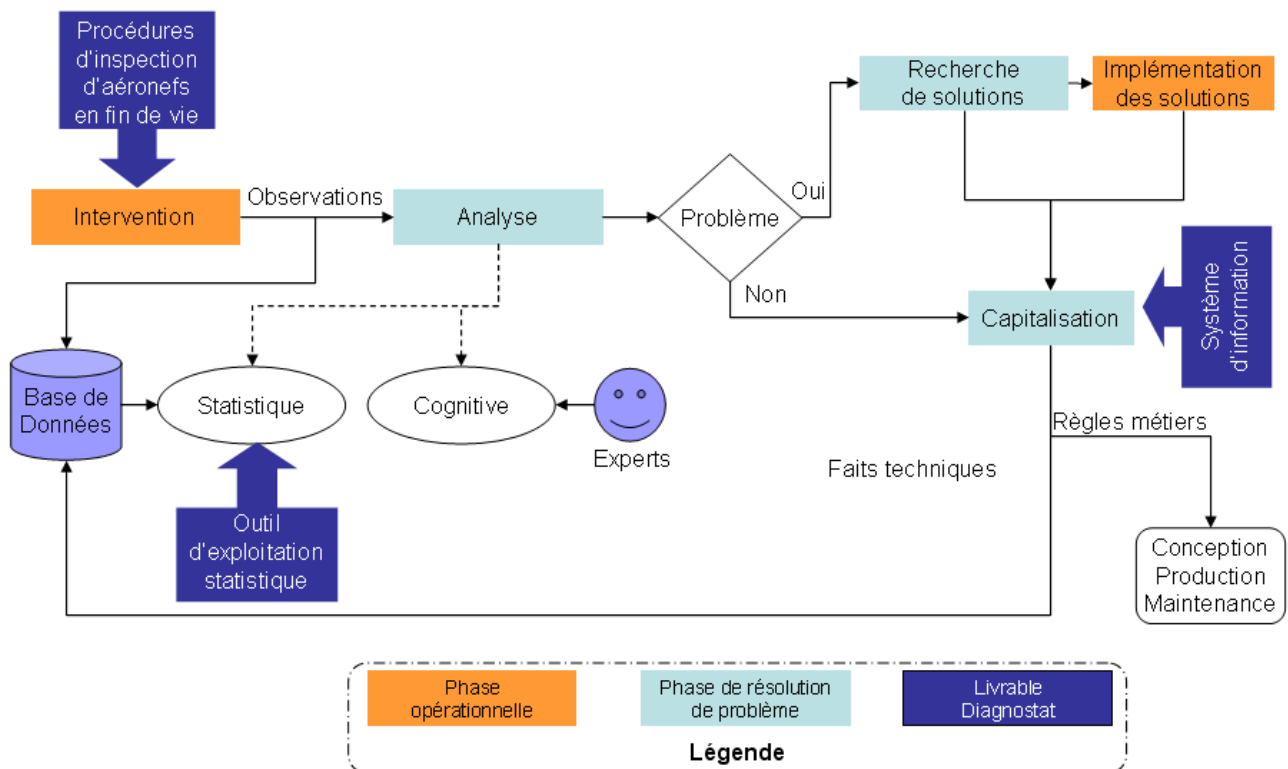 Procédures
d'inspection
d'aéronefs
en fin de vie
Recherche
de solutions
Implémentation
des solutions
Intervention
Observations
Analyse
Problème
Oui
Non
Capitalisation
Système
d'information
Base de
Données
Statistique
Cognitive
Experts
Règles métiers
Faits techniques
Outil
d'exploitation
statistique
Conception
Production
Maintenance
Phase
opérationnelle
Phase de résolution
de problème
Livrable
Diagnostat
Légende